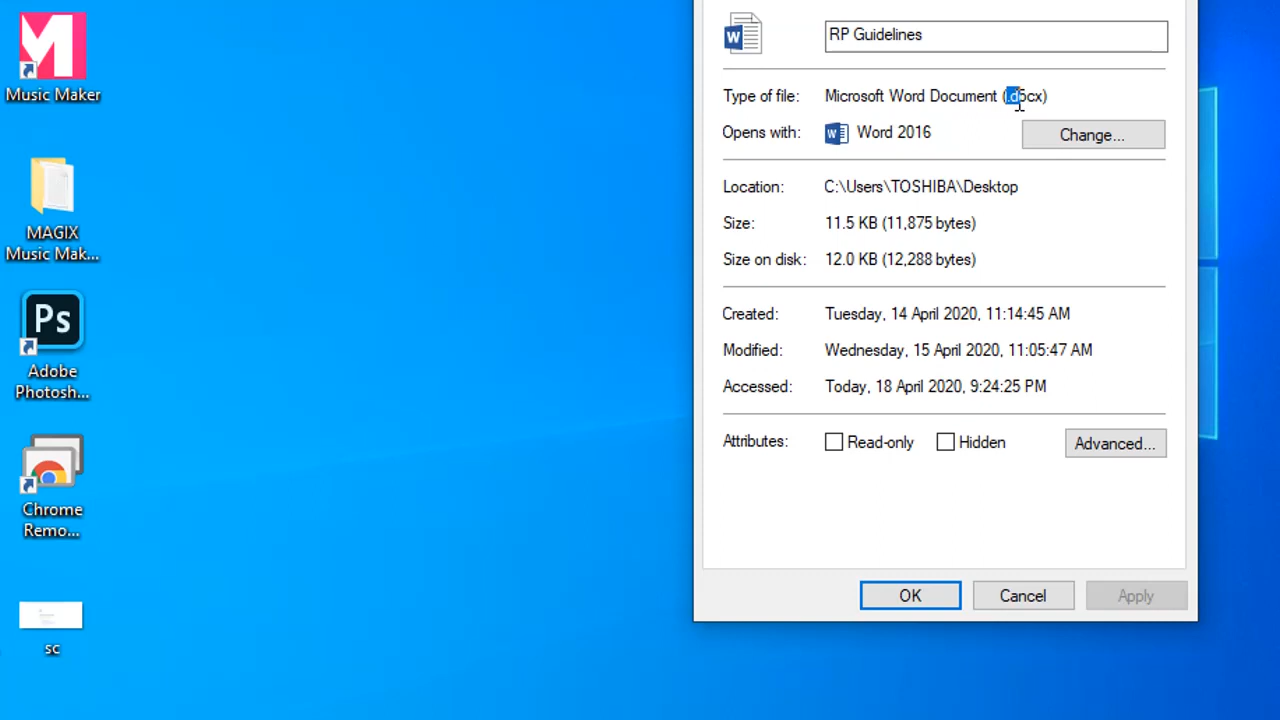 Music Maker
MAGIX
Music Mak...
Ps
Adobe
Photosh...
Chrome
Remo...
sc
W
RP Guidelines
Type of file: Microsoft Word Document (.docx)
Opens with: W Word 2016 Change...
Location: C:\Users\TOSHIBA\Desktop
Size: 11.5 KB (11,875 bytes)
Size on disk: 12.0 KB (12,288 bytes)
Created: Tuesday, 14 April 2020, 11:14:45 AM
Modified: Wednesday, 15 April 2020, 11:05:47 AM
Accessed: Today, 18 April 2020, 9:24:25 PM
Attributes: Read-only Hidden Advanced...
OK Cancel Apply